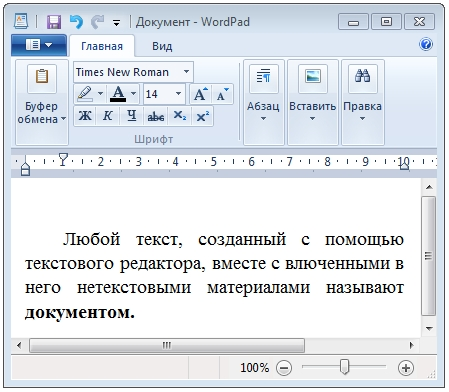 Документ - WordPad
Главная Вид
Буфер обмена
Times New Roman
14
Ж К Ч abc X₂ X²
Шрифт
Абзац
Вставить
Правка
1 2 3 4 5 6 7 8 9 10
Любой текст, созданный с помощью
текстового редактора, вместе с влюченными в
него нетекстовыми материалами называют
документом.
100%